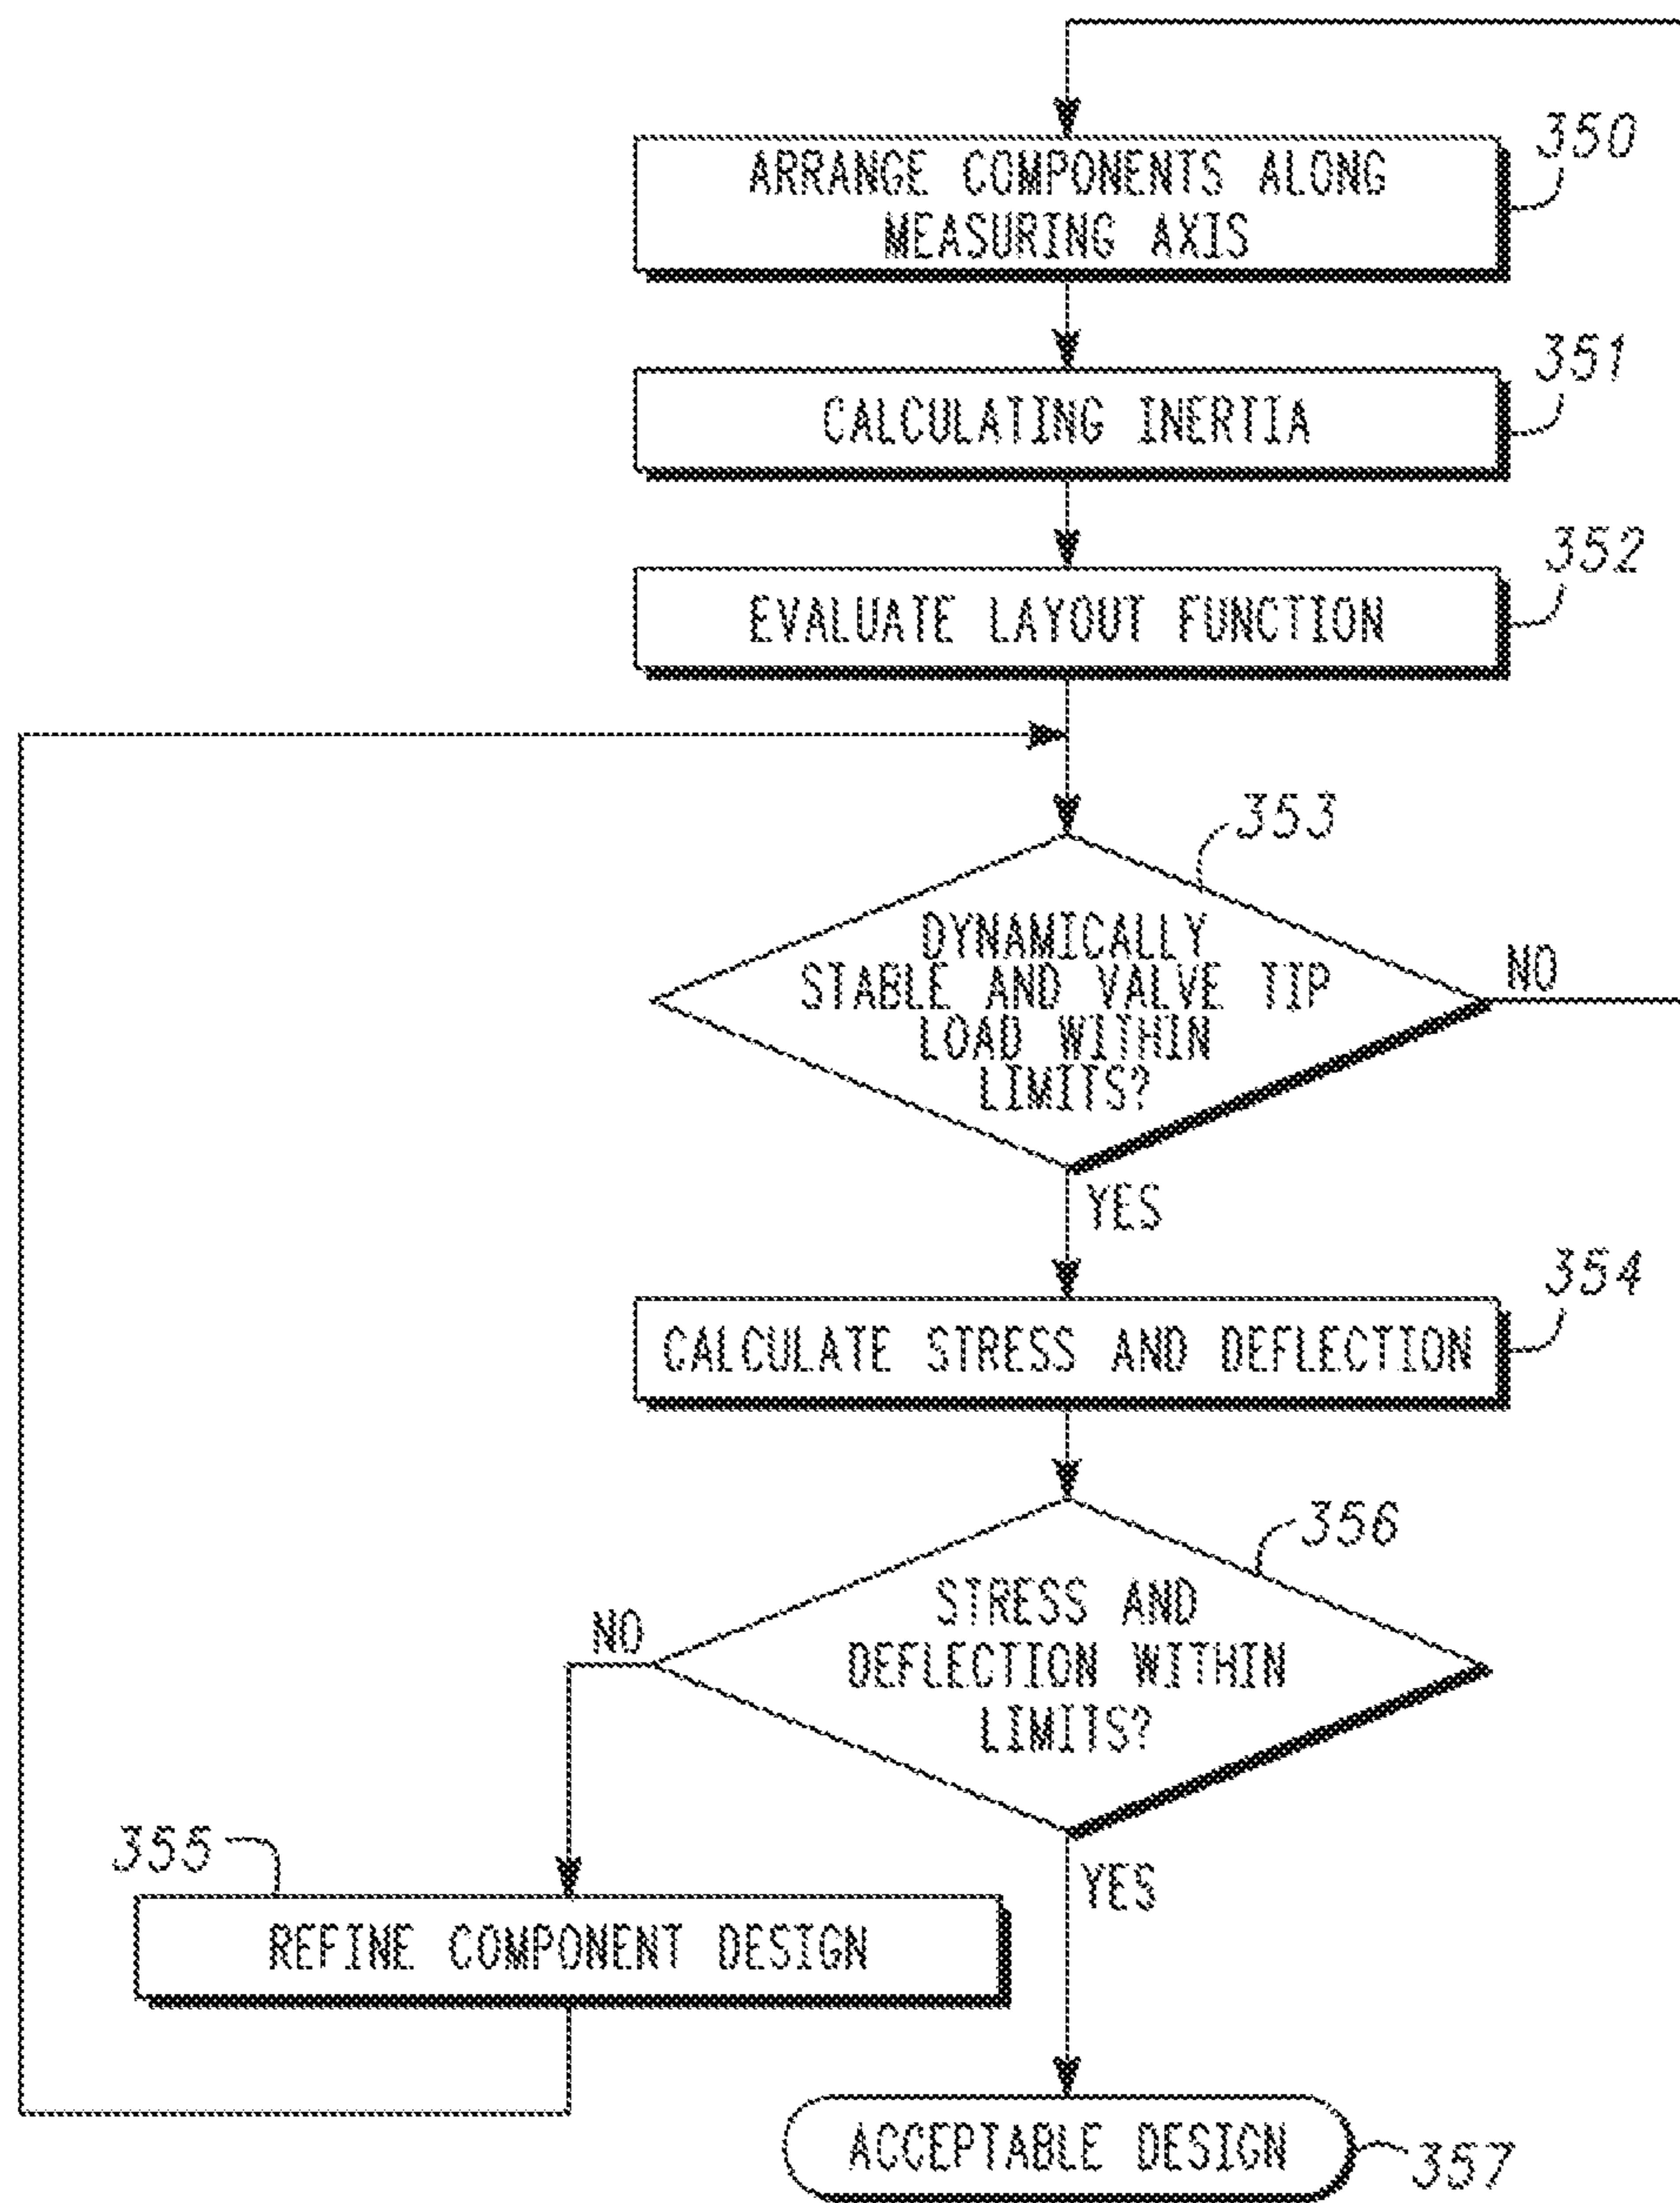 350
ARRANGE COMPONENTS ALONG
MEASURING AXIS
351
CALCULATING INERTIA
352
EVALUATE LAYOUT FUNCTION
353
DYNAMICALLY
STABLE AND VALVE TIP
LOAD WITHIN
LIMITS?
NO
YES
354
CALCULATE STRESS AND DEFLECTION
356
STRESS AND
DEFLECTION WITHIN
LIMITS?
NO
YES
355
REFINE COMPONENT DESIGN
ACCEPTABLE DESIGN
357